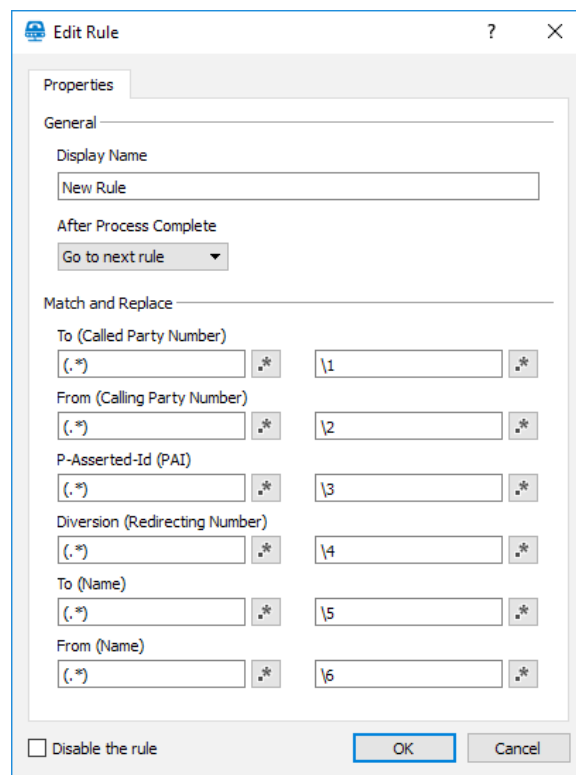 Edit Rule
?
Properties
General
Display Name
New Rule
After Process Complete
Go to next rule
Match and Replace
To (Called Party Number)
(.*) .* \1 .*
From (Calling Party Number)
(.*) .* \2 .*
P-Asserted-Id (PAI)
(.*) .* \3 .*
Diversion (Redirecting Number)
(.*) .* \4 .*
To (Name)
(.*) .* \5 .*
From (Name)
(.*) .* \6 .*
Disable the rule OK Cancel